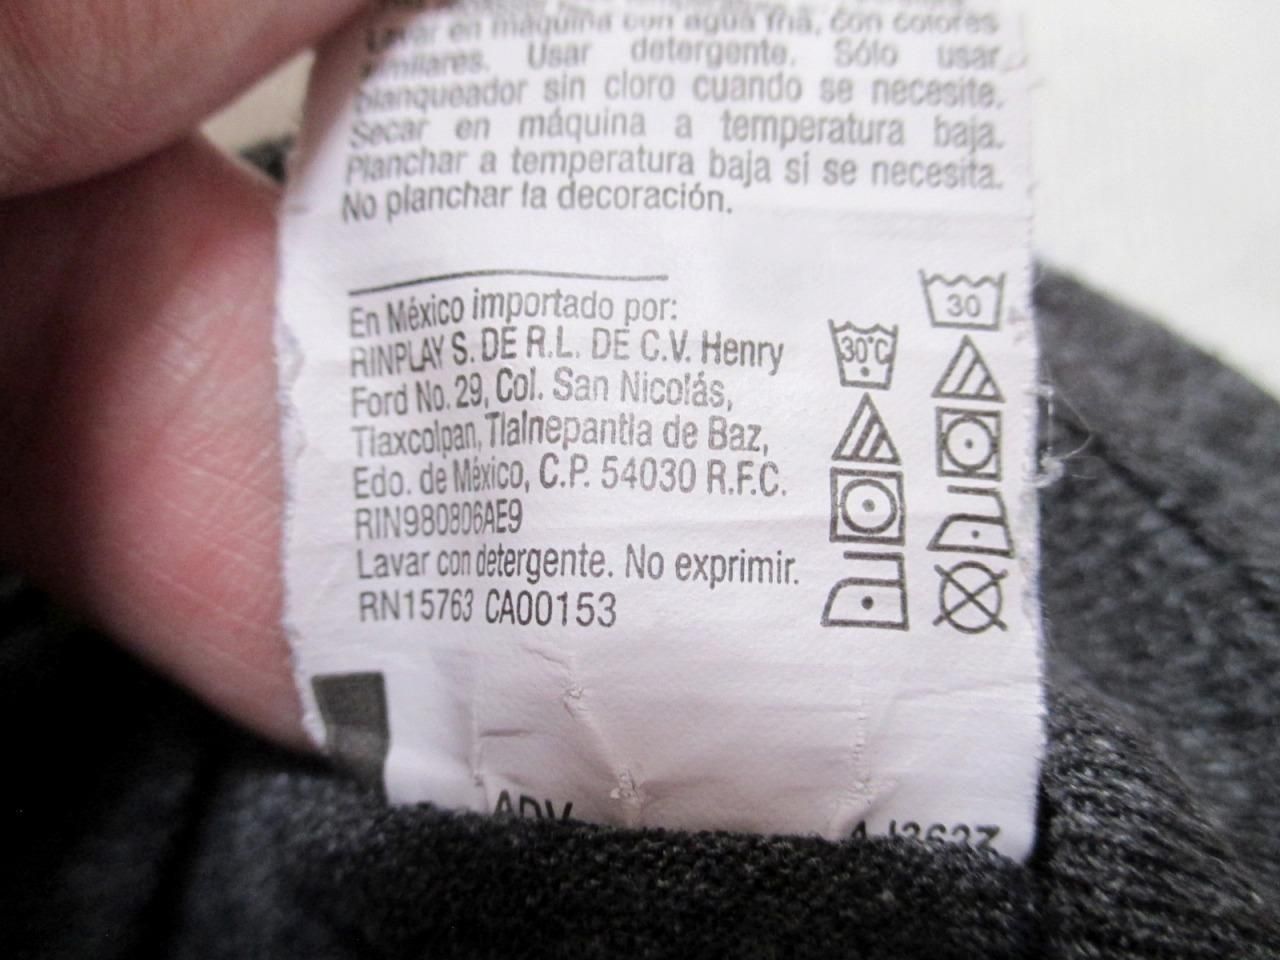 Lavar en máquina con agua fría, con colores
similares. Usar detergente. Sólo usar
blanqueador sin cloro cuando se necesite.
Secar en máquina a temperatura baja.
Planchar a temperatura baja si se necesita.
No planchar la decoración.
En México importado por:
RINPLAY S. DE R.L. DE C.V. Henry
Ford No. 29, Col. San Nicolás,
Tlaxcolpan, Tlalnepantla de Baz,
Edo. de México, C.P. 54030 R.F.C.
RIN980806AE9
Lavar con detergente. No exprimir.
RN15763 CA00153
30
30°C
ADV